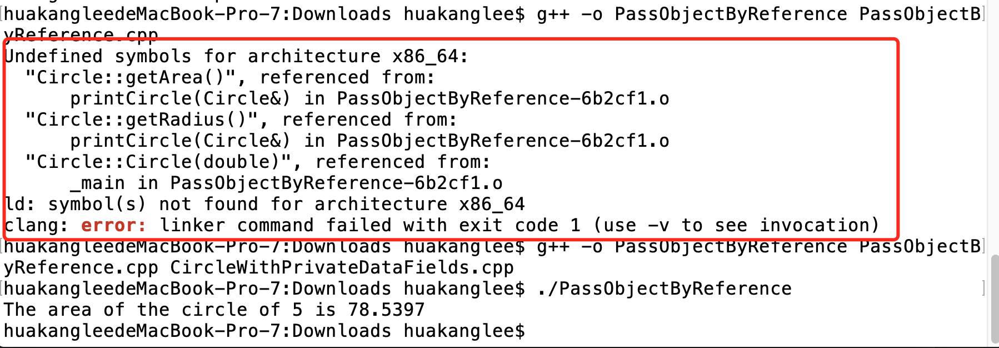 [huakangleedeMacBook-Pro-7:Downloads huakanglee$ g++ -o PassObjectByReference PassObjectB]
yReference.cpp
Undefined symbols for architecture x86_64:
  "Circle::getArea()", referenced from:
      printCircle(Circle&) in PassObjectByReference-6b2cf1.o
  "Circle::getRadius()", referenced from:
      printCircle(Circle&) in PassObjectByReference-6b2cf1.o
  "Circle::Circle(double)", referenced from:
      _main in PassObjectByReference-6b2cf1.o
ld: symbol(s) not found for architecture x86_64
clang: error: linker command failed with exit code 1 (use -v to see invocation)
[huakangleedeMacBook-Pro-7:Downloads huakanglee$ g++ -o PassObjectByReference PassObjectB]
yReference.cpp CircleWithPrivateDataFields.cpp
[huakangleedeMacBook-Pro-7:Downloads huakanglee$ ./PassObjectByReference ]
The area of the circle of 5 is 78.5397
huakangleedeMacBook-Pro-7:Downloads huakanglee$